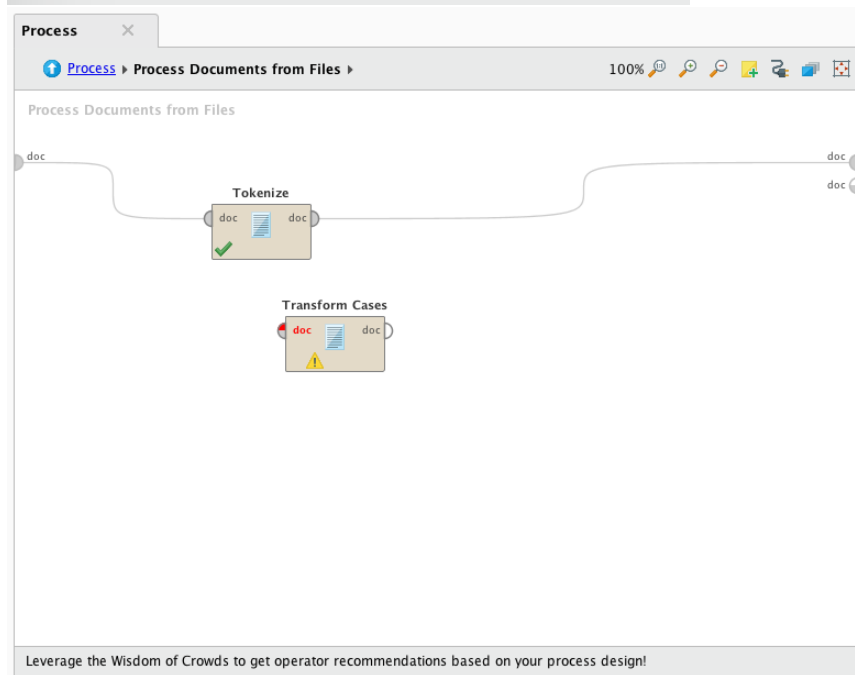 Process
Process Process Documents from Files
100%
Process Documents from Files
doc
doc
doc
Tokenize
doc doc
Transform Cases
doc doc
Leverage the Wisdom of Crowds to get operator recommendations based on your process design!